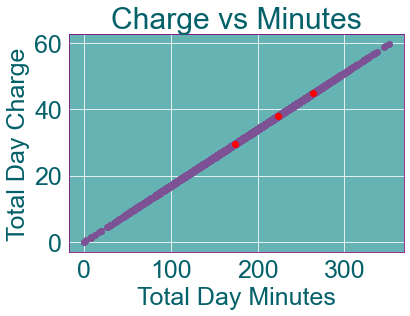 Charge vs Minutes
Total Day Charge
60
40
20
0
0 100 200 300
Total Day Minutes